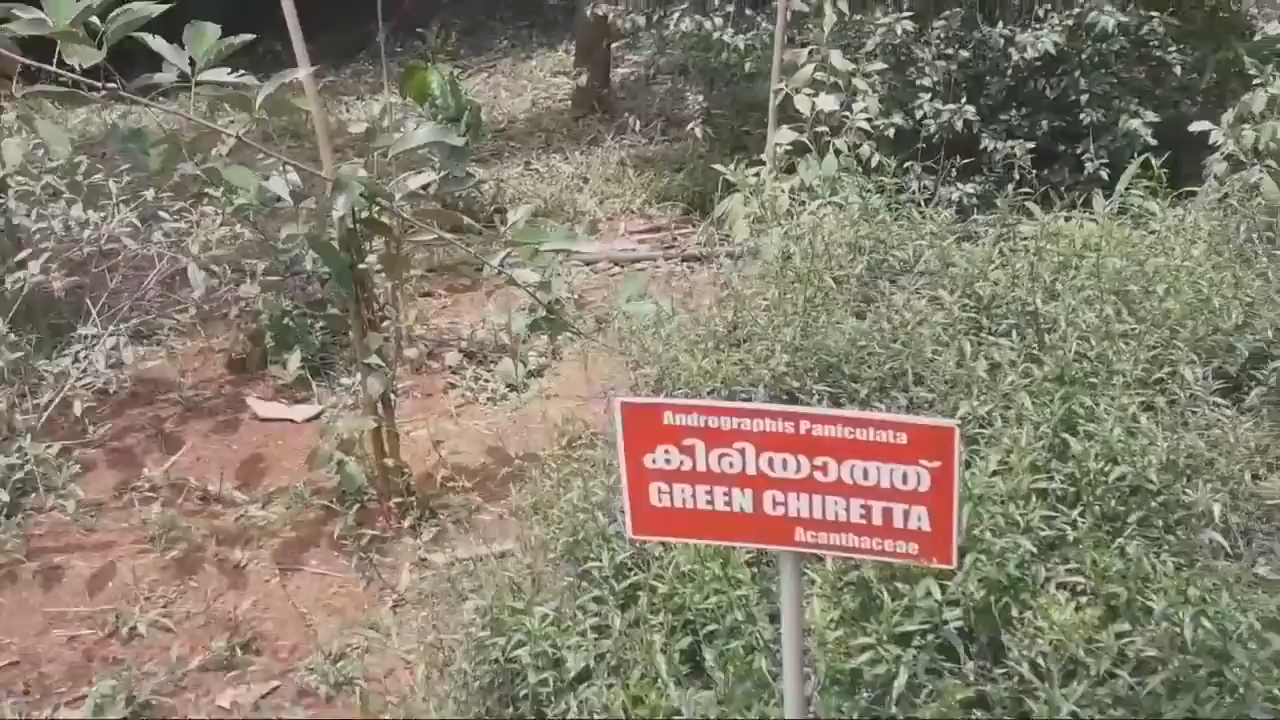 Andrographis Paniculata
കിരിയാത്ത്
GREEN CHIRETTA
Acanthaceae